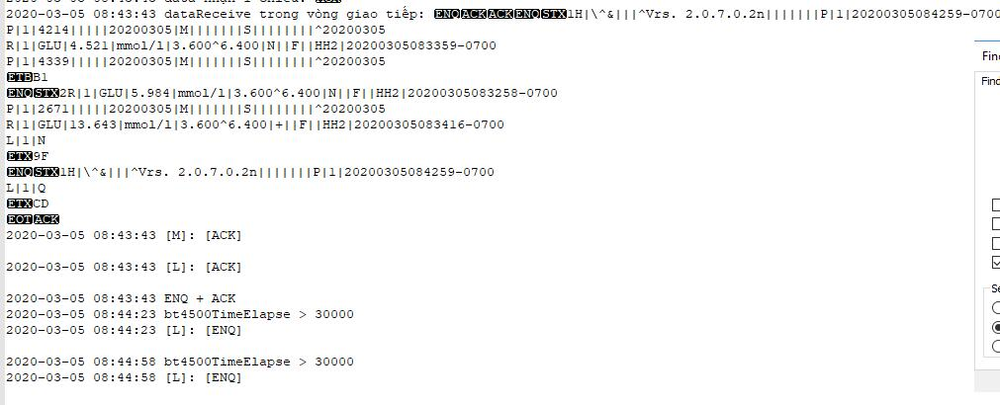 2020-03-05 08:43:43 dataReceive trong vòng giao tiếp: ENQACKACKENQSTX1H|\^&|||^Vrs. 2.0.7.0.2n|||||||P|1|20200305084259-0700
P|1|4214|||||20200305|M|||||||S||||||||^20200305
R|1|GLU|4.521|mmol/l|3.600^6.400|N||F||HH2|20200305083359-0700
P|1|4339|||||20200305|M|||||||S||||||||^20200305
ETBB1
ENQSTX2R|1|GLU|5.984|mmol/l|3.600^6.400|N||F||HH2|20200305083258-0700
P|1|2671|||||20200305|M|||||||S||||||||^20200305
R|1|GLU|13.643|mmol/l|3.600^6.400|+||F||HH2|20200305083416-0700
L|1|N
ETX9F
ENQSTX1H|\^&|||^Vrs. 2.0.7.0.2n|||||||P|1|20200305084259-0700
L|1|Q
ETXCD
EOTACK
2020-03-05 08:43:43 [M]: [ACK]
2020-03-05 08:43:43 [L]: [ACK]
2020-03-05 08:43:43 ENQ + ACK
2020-03-05 08:44:23 bt4500TimeElapse > 30000
2020-03-05 08:44:23 [L]: [ENQ]
2020-03-05 08:44:58 bt4500TimeElapse > 30000
2020-03-05 08:44:58 [L]: [ENQ]
Find
Find
Se